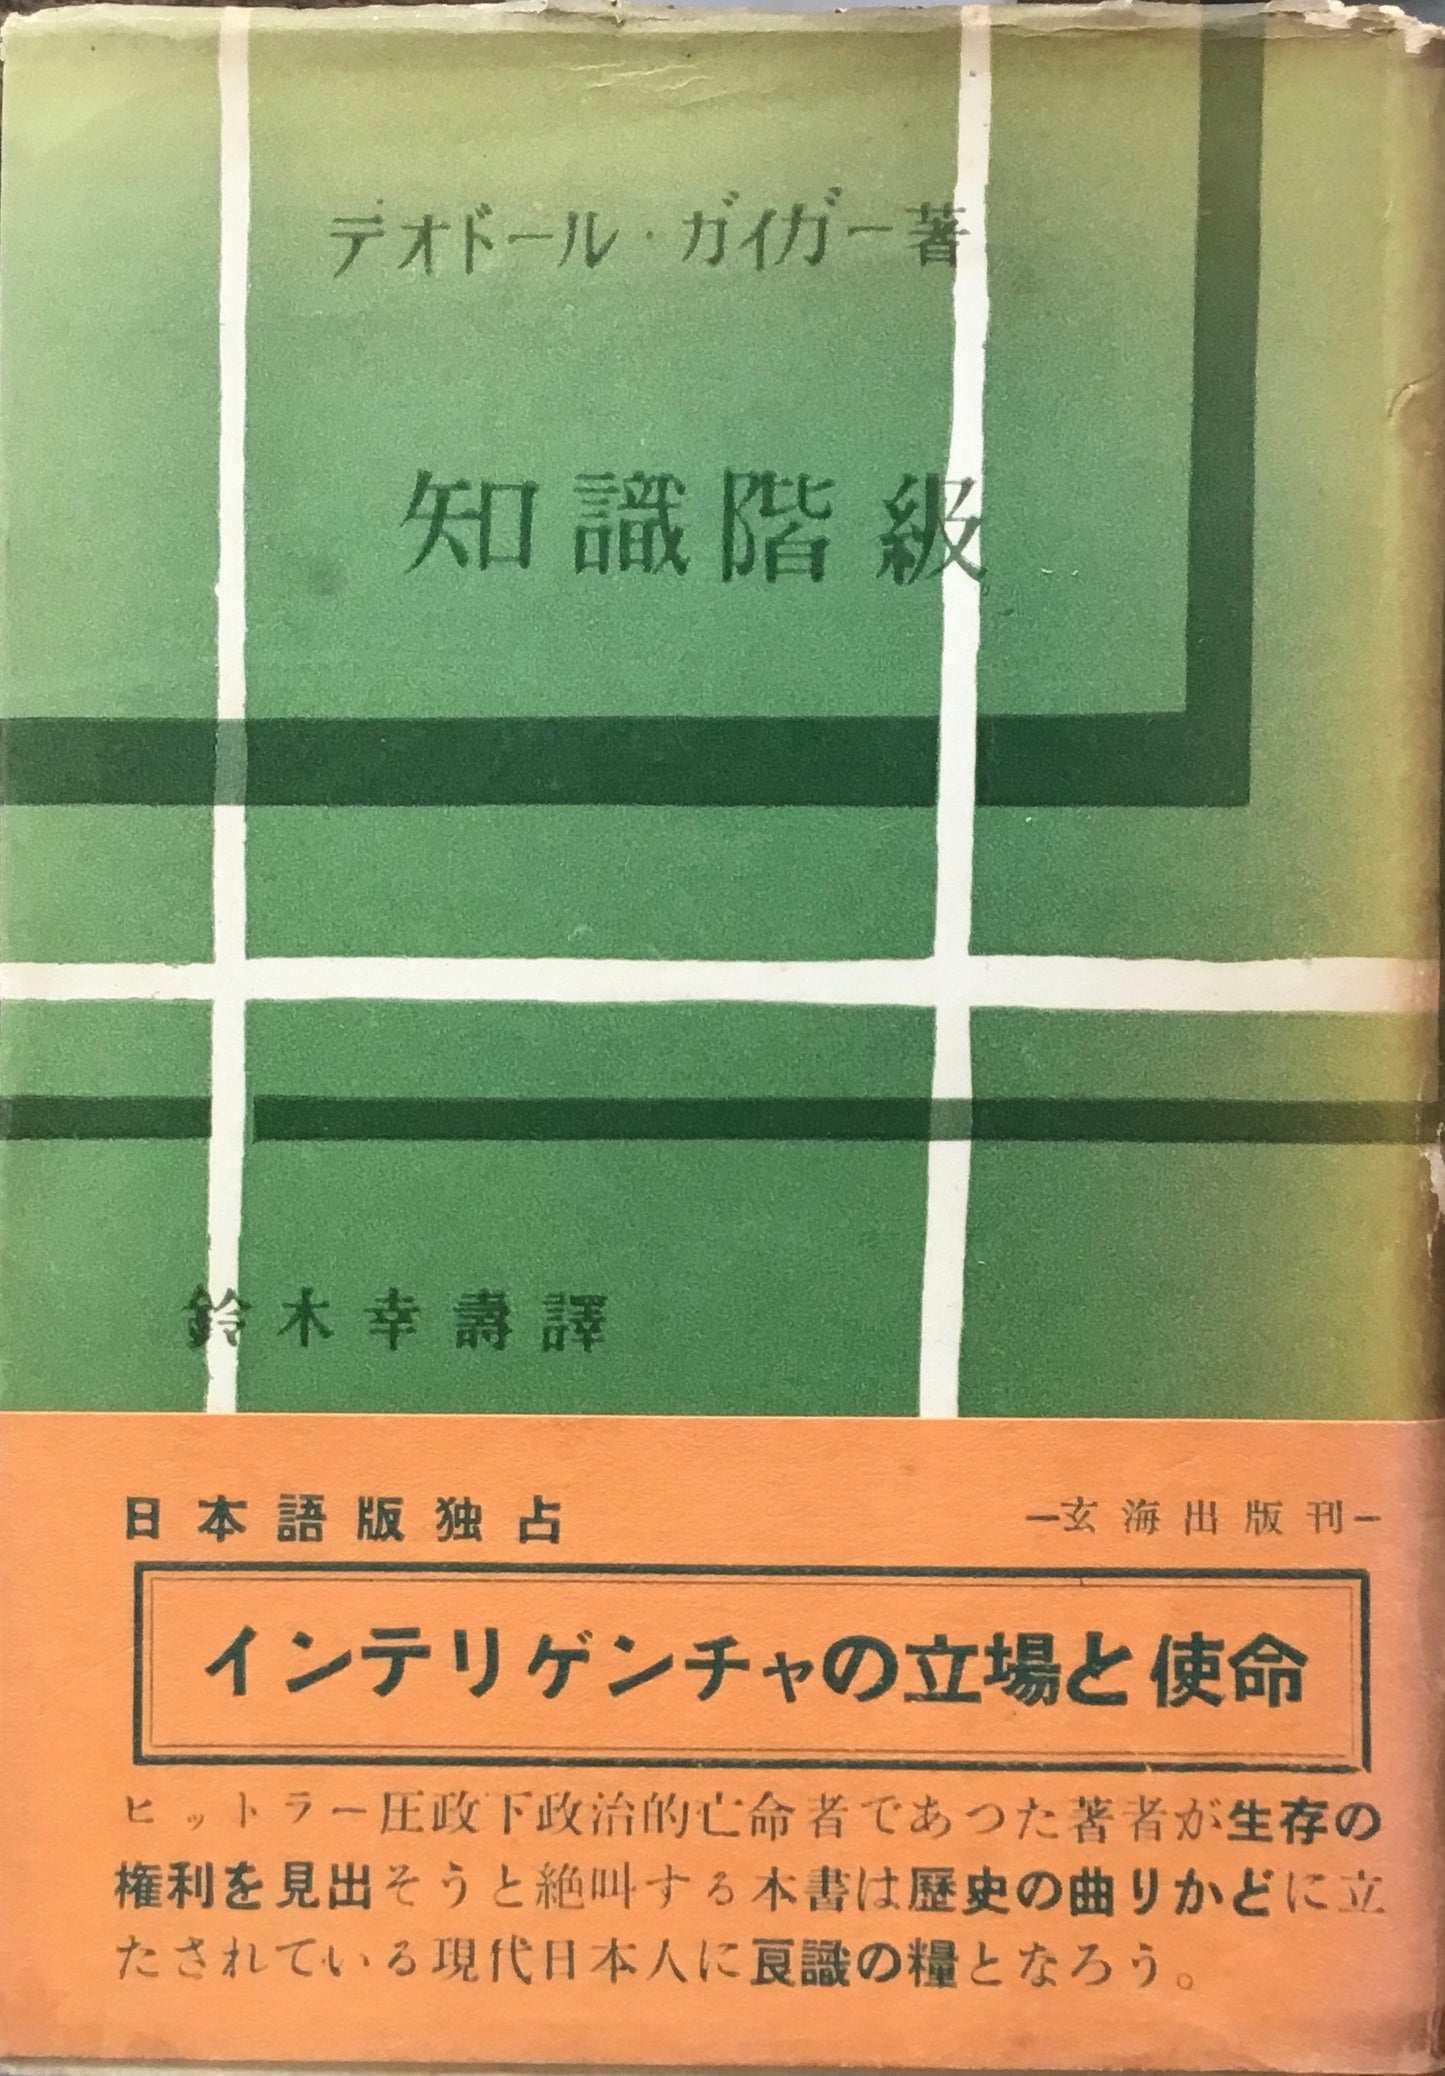 テオドール・ガイガー著
知識階級
鈴木幸壽譯
日本語版独占
―玄海出版刊―
インテリゲンチャの立場と使命
ヒットラー圧政下政治的亡命者であつた著者が生存の
権利を見出そうと絶叫する本書は歴史の曲りかどに立
たされている現代日本人に良識の糧となろう。